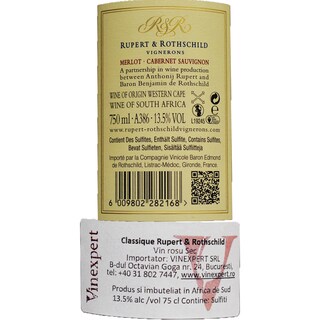 R&R
RUPERT & ROTHSCHILD
VIGNERONS
MERLOT · CABERNET SAUVIGNON
A partnership in wine production
between Anthonij Rupert and
Baron Benjamin de Rothschild
WINE OF ORIGIN WESTERN CAPE
WINE OF SOUTH AFRICA
750 ml · A386 · 13.5% VOL
www.rupert-rothschildvignerons.com
Contient Des Sulfites, Enthält Sulfite, Contains Sulfites,
Bevat Sulfieten, Sisältää Sulfiitteja
Importé par la Compagnie Vinicole Baron Edmond
de Rothschild, Listrac-Médoc, Gironde, France
6 009802 282168 >
Vinexpert
Classique Rupert & Rothschild
Vin rosu Sec
Importator: VINEXPERT SRL
B-dul Octavian Goga nr. 24, Bucuresti,
tel: +40 31 802 7447, www.vinexpert.ro
Produs si imbuteliat in Africa de Sud
13.5% alc /vol 75 cl Contine: Sulfiti